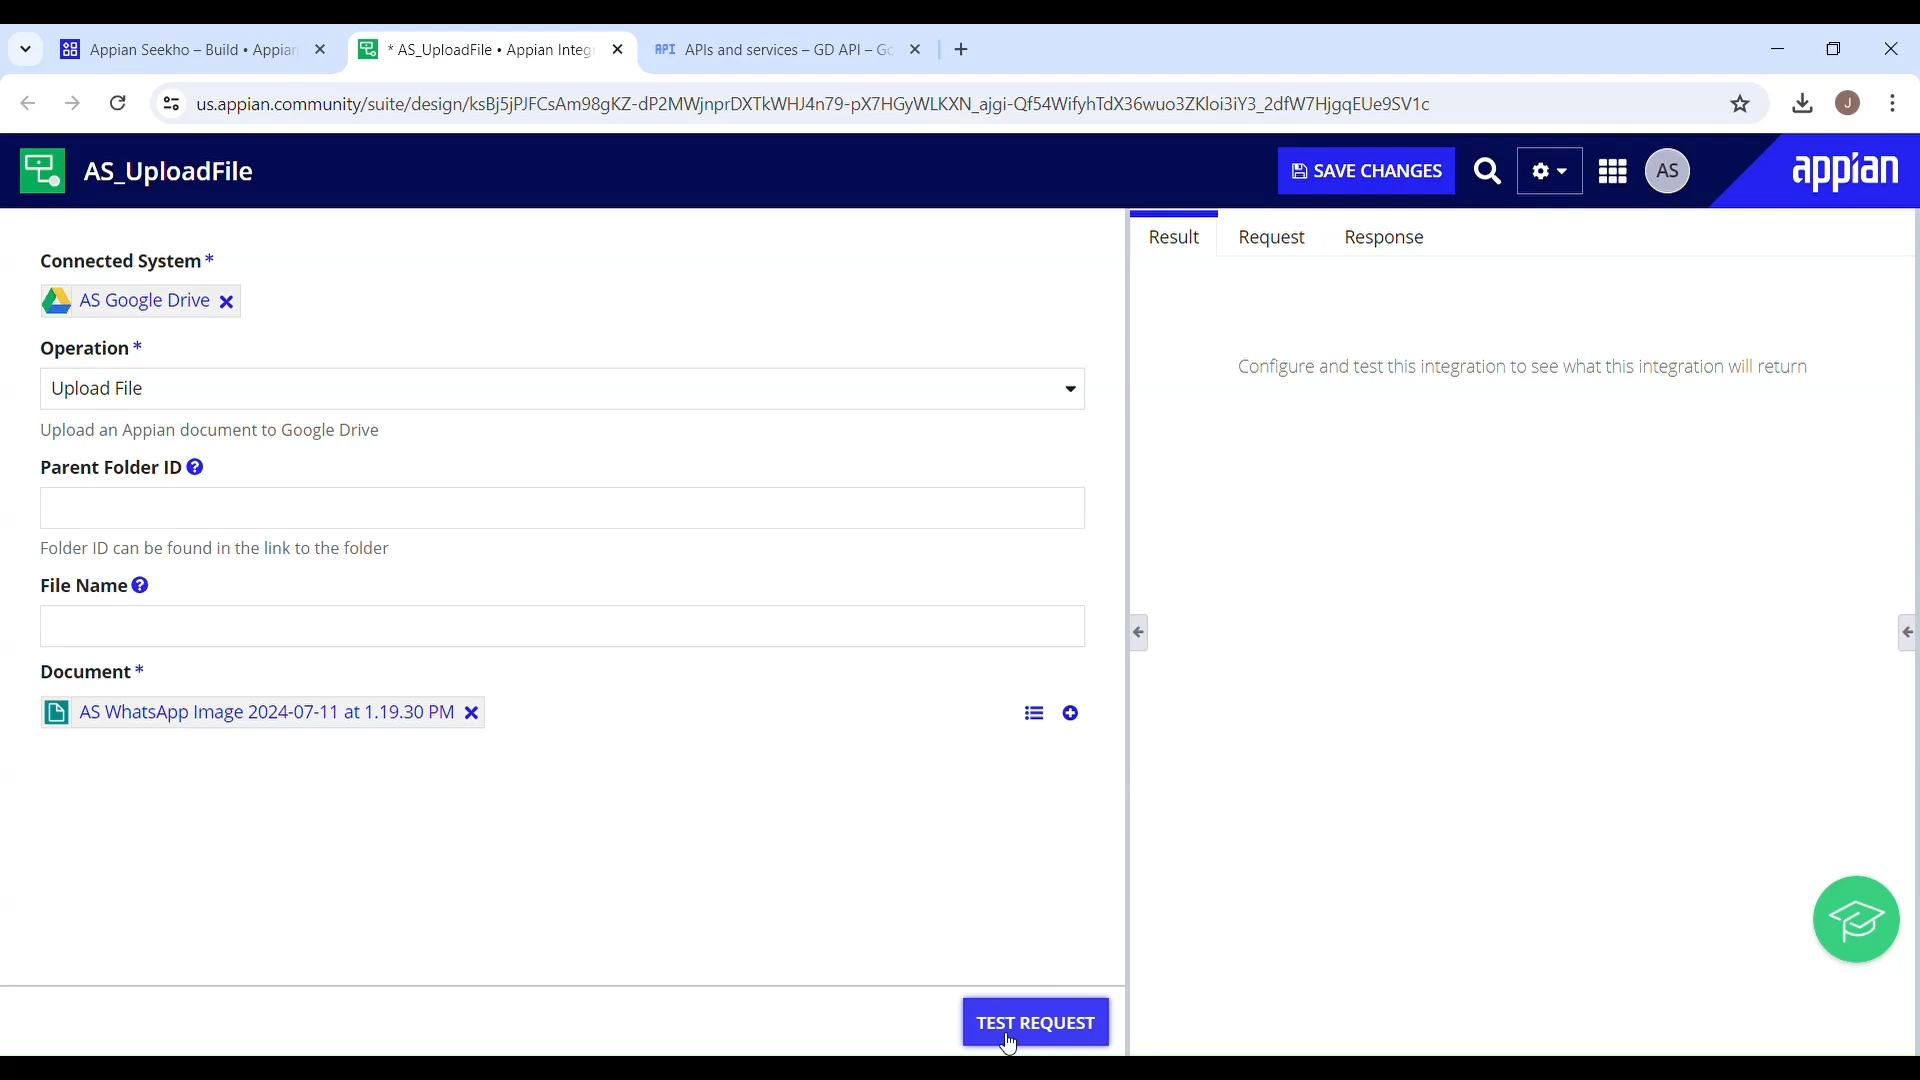 Appian Seekho – Build • Appian
* AS_UploadFile • Appian Integ
API APIs and services – GD API – Go
us.appian.community/suite/design/ksBj5jPJFCsAm98gKZ-dP2MWjnprDXTkWHJ4n79-pX7HGyWLKXN_ajgi-Qf54WifyhTdX36wuo3ZKloi3iY3_2dfW7HjgqEUe9SV1c
J
AS_UploadFile
SAVE CHANGES
AS
appian
Connected System *
AS Google Drive
Operation *
Upload File
Upload an Appian document to Google Drive
Parent Folder ID
Folder ID can be found in the link to the folder
File Name
Document *
AS WhatsApp Image 2024-07-11 at 1.19.30 PM
TEST REQUEST
Result
Request
Response
Configure and test this integration to see what this integration will return